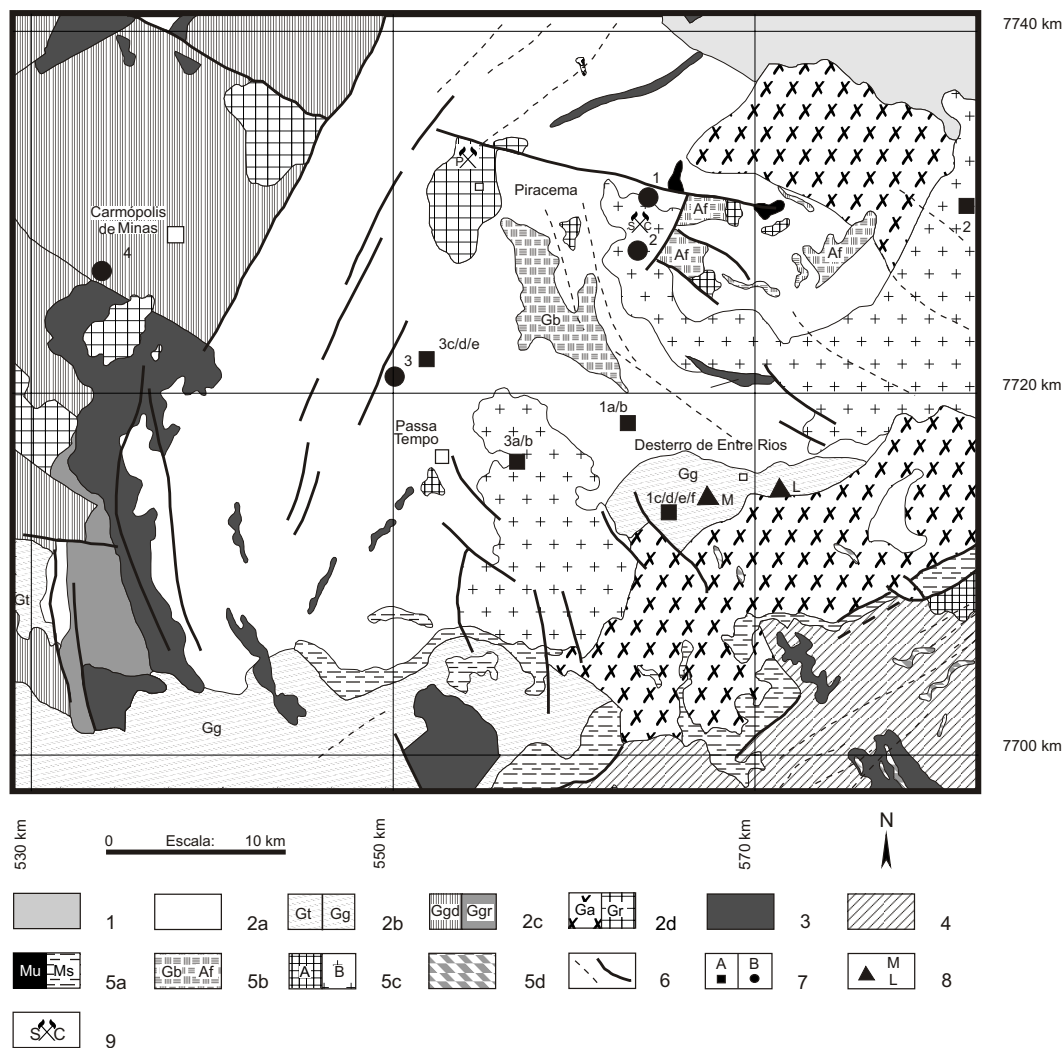 7740 km
P
1
Piracema
Af
Carmópolis
de Minas
S C
2
2
4
Af
Af
Gb
3c/d/e
3
7720 km
1a/b
Passa
Tempo
Desterro de Entre Rios
3a/b
Gg
L
M
1c/d/e/f
Gt
Gg
7700 km
530 km
0 Escala: 10 km
550 km
570 km
N
Gt Gg
Ggd Ggr
Ga Gr
1
2a
2b
2c
2d
3
4
Mu Ms
Gb Af
A B
A B
M
L
5a
5b
5c
5d
6
7
8
S C
9